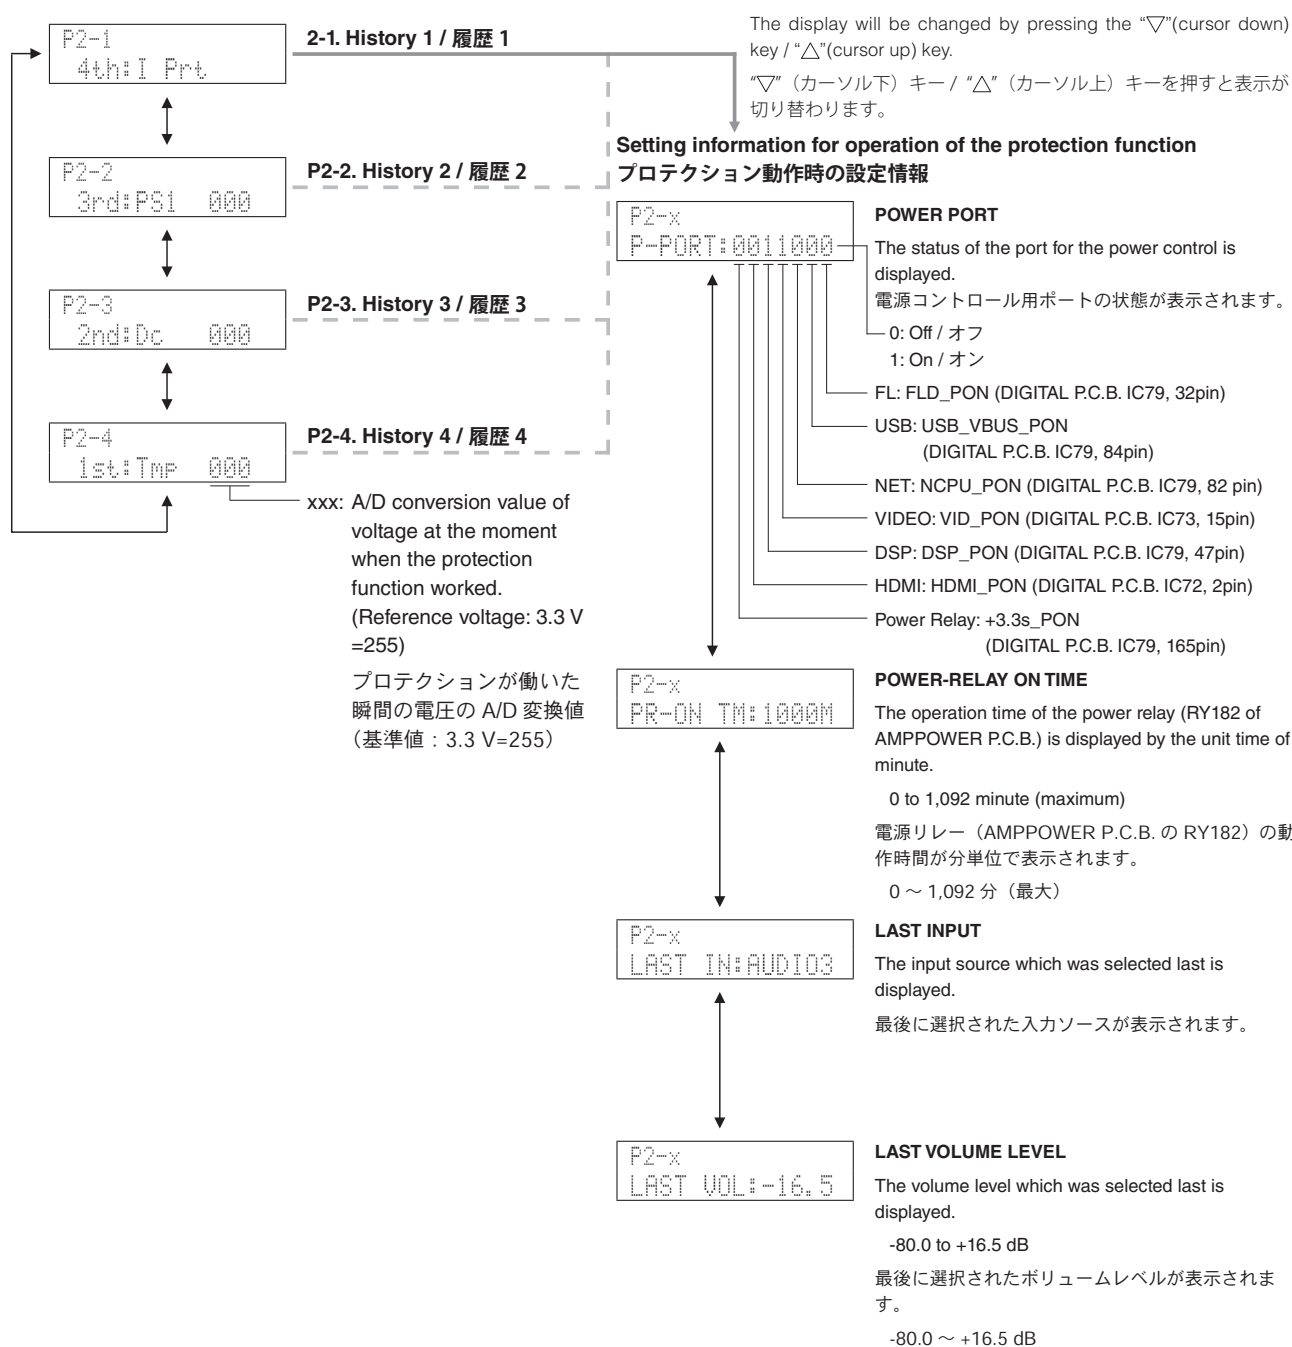 P2-1
4th:I Prt
2-1. History 1 / 履歴 1
P2-2
3rd:PS1 000
P2-2. History 2 / 履歴 2
P2-3
2nd:Dc 000
P2-3. History 3 / 履歴 3
P2-4
1st:Tmp 000
P2-4. History 4 / 履歴 4
xxx: A/D conversion value of
voltage at the moment
when the protection
function worked.
(Reference voltage: 3.3 V
=255)
プロテクションが働いた
瞬間の電圧の A/D 変換値
（基準値：3.3 V=255）
The display will be changed by pressing the “▽”(cursor down)
key / “△”(cursor up) key.
“▽”（カーソル下）キー / “△”（カーソル上）キーを押すと表示が
切り替わります。
Setting information for operation of the protection function
プロテクション動作時の設定情報
P2-x
P-PORT:0011000
POWER PORT
The status of the port for the power control is
displayed.
電源コントロール用ポートの状態が表示されます。
0: Off / オフ
1: On / オン
FL: FLD_PON (DIGITAL P.C.B. IC79, 32pin)
USB: USB_VBUS_PON
(DIGITAL P.C.B. IC79, 84pin)
NET: NCPU_PON (DIGITAL P.C.B. IC79, 82 pin)
VIDEO: VID_PON (DIGITAL P.C.B. IC73, 15pin)
DSP: DSP_PON (DIGITAL P.C.B. IC79, 47pin)
HDMI: HDMI_PON (DIGITAL P.C.B. IC72, 2pin)
Power Relay: +3.3s_PON
(DIGITAL P.C.B. IC79, 165pin)
P2-x
PR-ON TM:1000M
POWER-RELAY ON TIME
The operation time of the power relay (RY182 of
AMPPOWER P.C.B.) is displayed by the unit time of
minute.
0 to 1,092 minute (maximum)
電源リレー（AMPPOWER P.C.B. の RY182）の動
作時間が分単位で表示されます。
0 ～ 1,092 分（最大）
P2-x
LAST IN:AUDIO3
LAST INPUT
The input source which was selected last is
displayed.
最後に選択された入力ソースが表示されます。
P2-x
LAST VOL:-16.5
LAST VOLUME LEVEL
The volume level which was selected last is
displayed.
-80.0 to +16.5 dB
最後に選択されたボリュームレベルが表示されま
す。
-80.0 ～ +16.5 dB